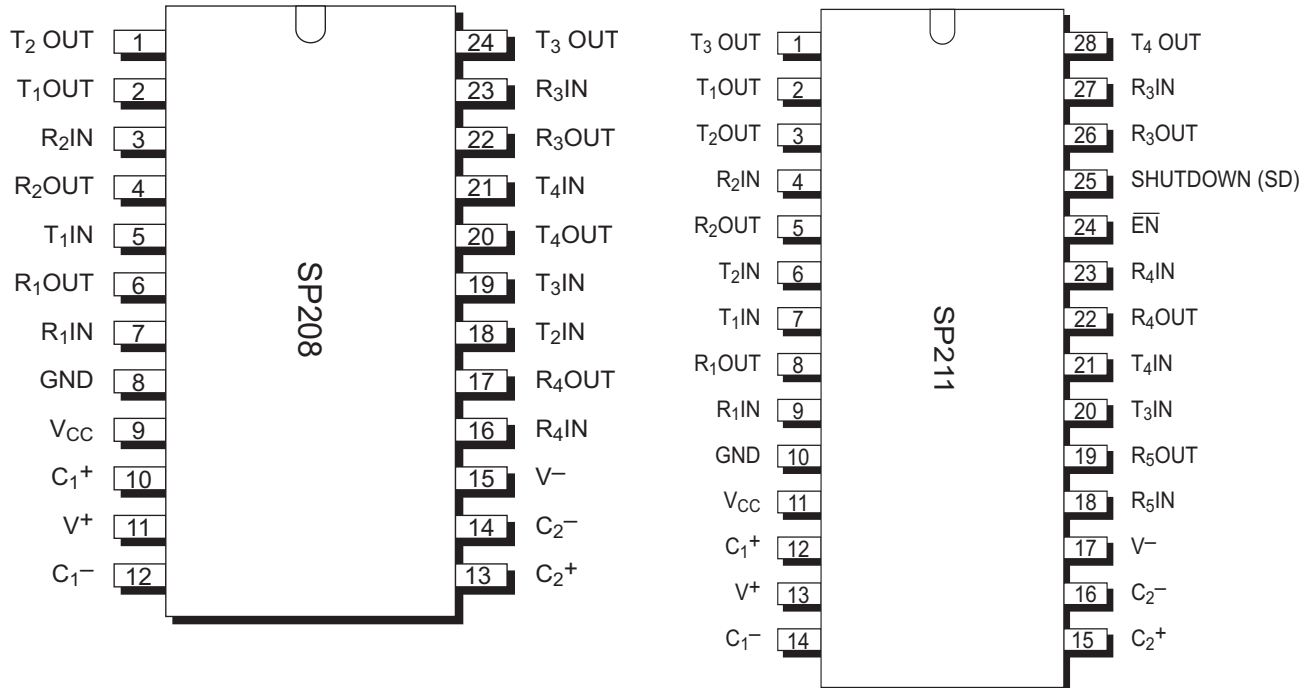 T₂ OUT 1
T₁OUT 2
R₂IN 3
R₂OUT 4
T₁IN 5
R₁OUT 6
R₁IN 7
GND 8
V_CC 9
C₁⁺ 10
V⁺ 11
C₁⁻ 12
SP208
24 T₃ OUT
23 R₃IN
22 R₃OUT
21 T₄IN
20 T₄OUT
19 T₃IN
18 T₂IN
17 R₄OUT
16 R₄IN
15 V⁻
14 C₂⁻
13 C₂⁺
T₃ OUT 1
T₁OUT 2
T₂OUT 3
R₂IN 4
R₂OUT 5
T₂IN 6
T₁IN 7
R₁OUT 8
R₁IN 9
GND 10
V_CC 11
C₁⁺ 12
V⁺ 13
C₁⁻ 14
SP211
28 T₄ OUT
27 R₃IN
26 R₃OUT
25 SHUTDOWN (SD)
24 E̅N̅
23 R₄IN
22 R₄OUT
21 T₄IN
20 T₃IN
19 R₅OUT
18 R₅IN
17 V⁻
16 C₂⁻
15 C₂⁺